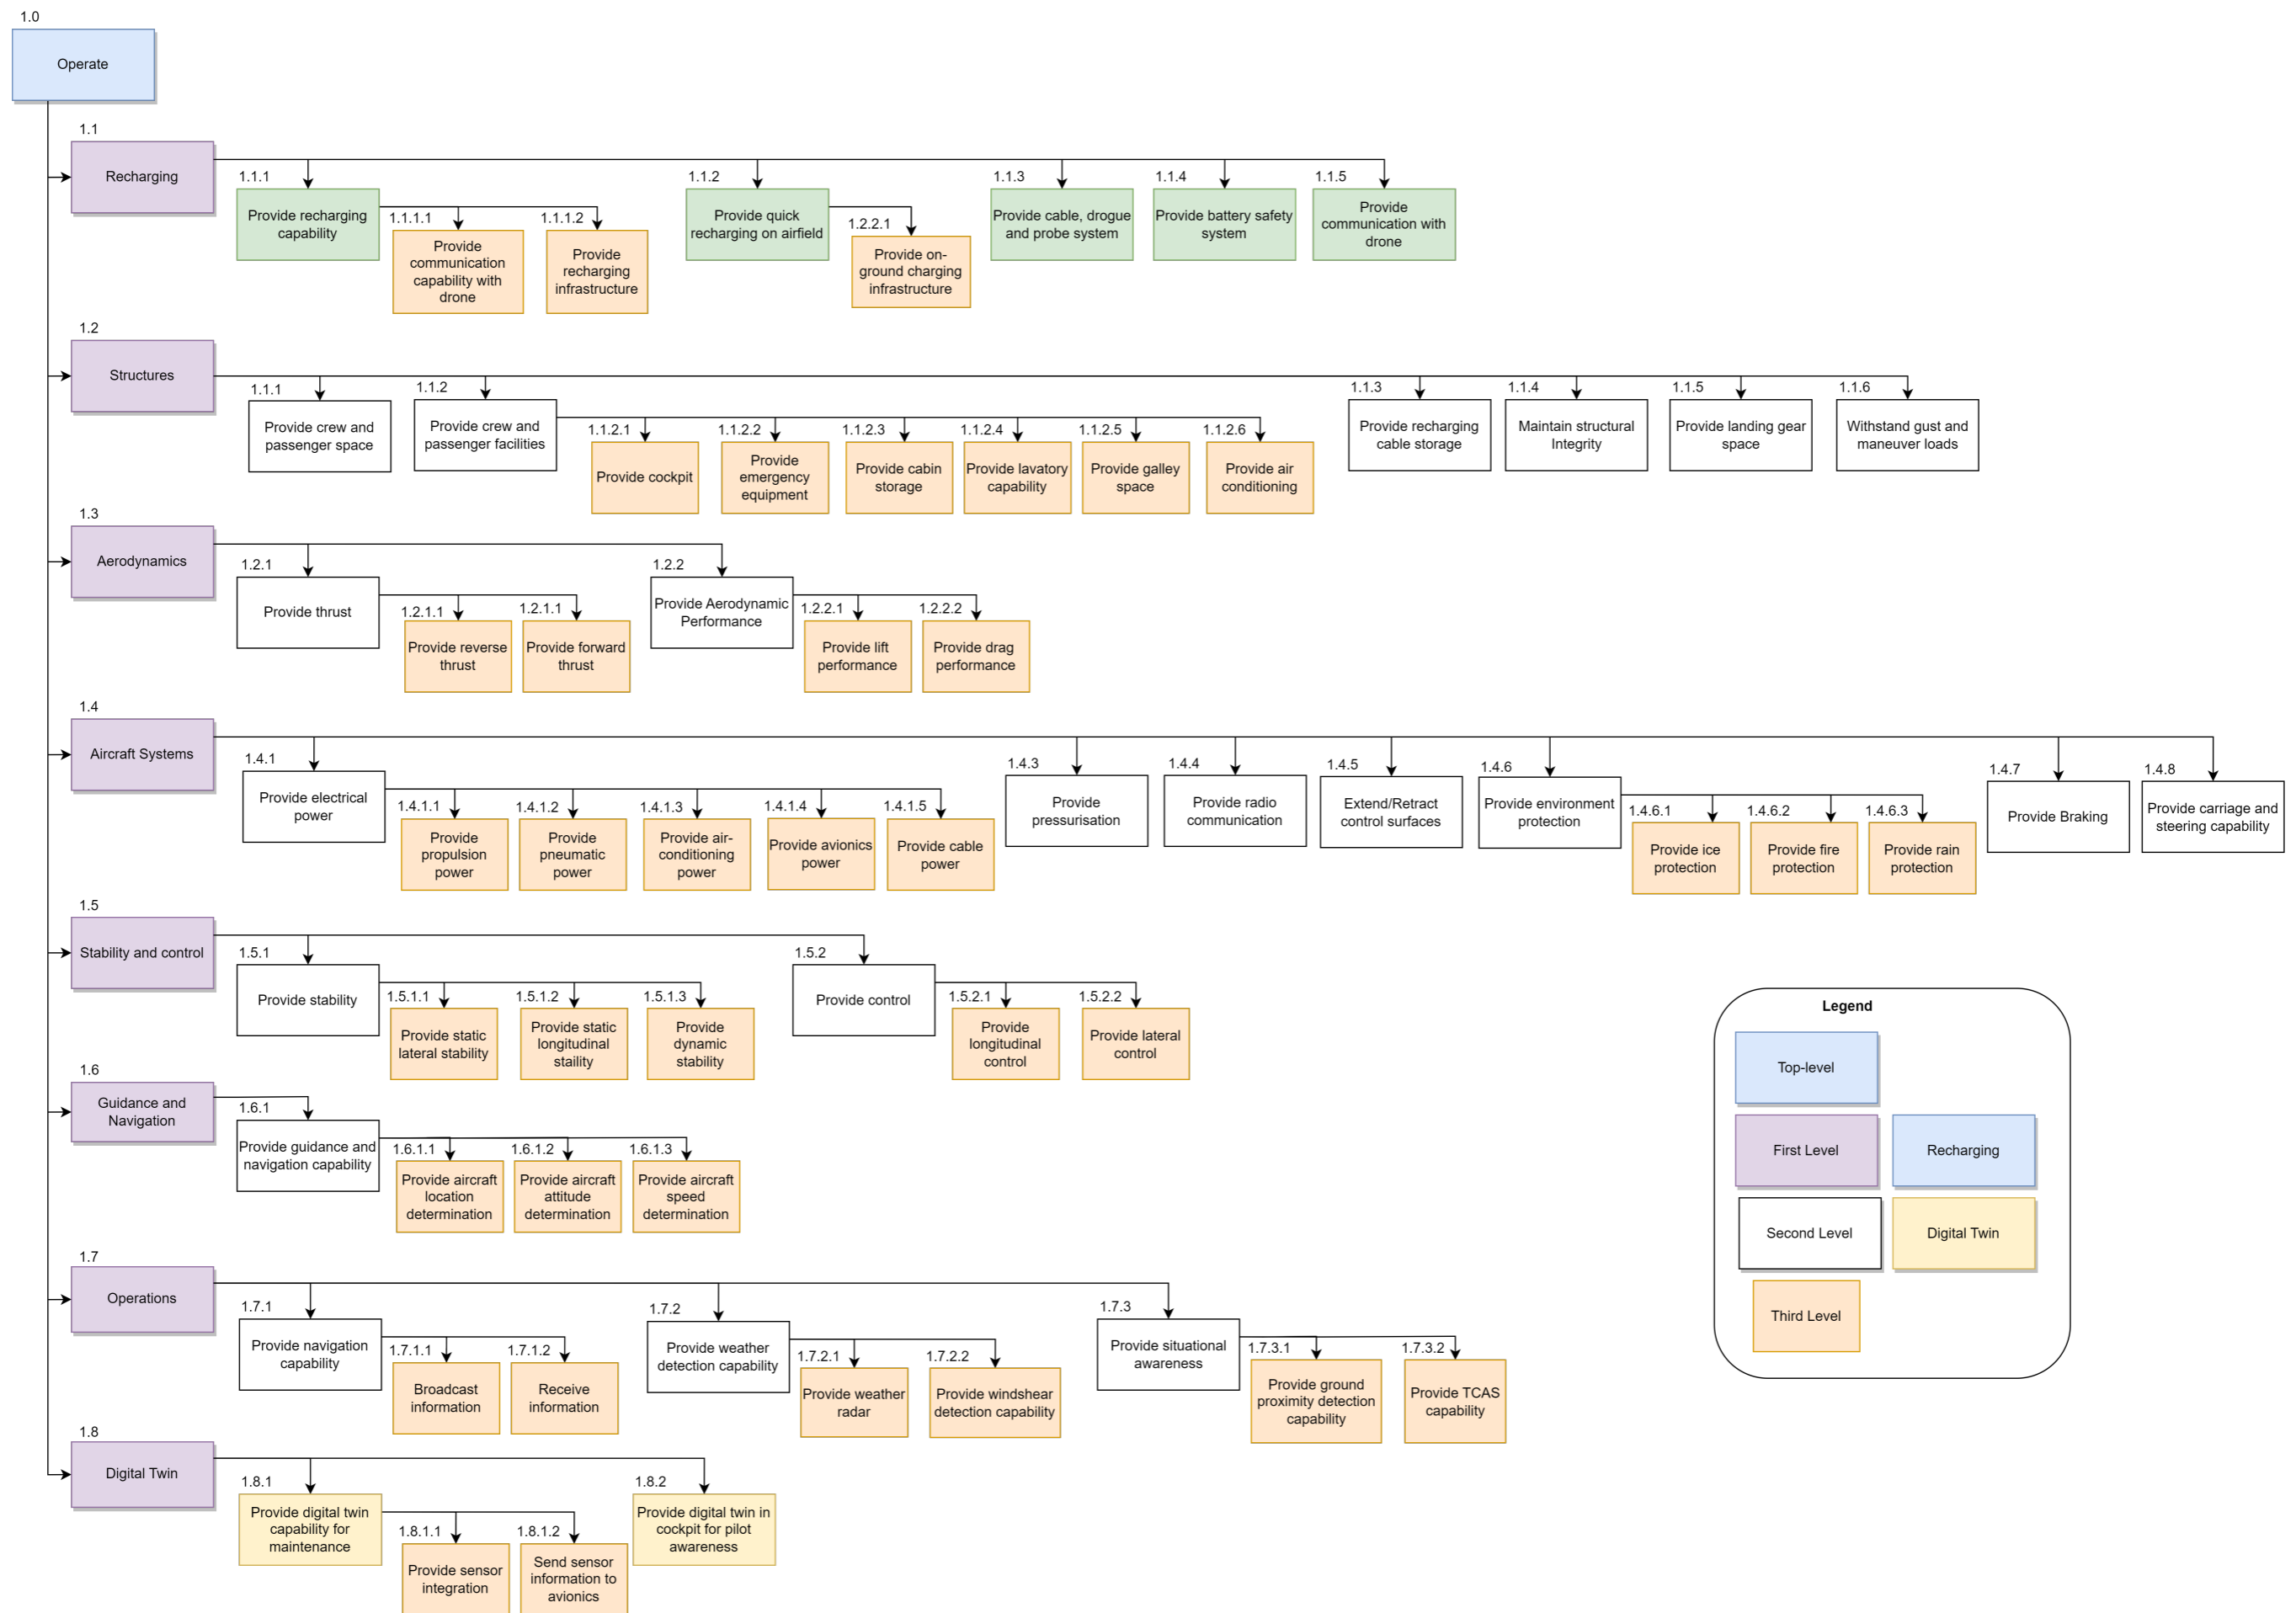 1.0
Operate
1.1
Recharging
1.1.1
Provide recharging
capability
1.1.1.1
Provide
communication
capability with
drone
1.1.1.2
Provide
recharging
infrastructure
1.1.2
Provide quick
recharging on airfield
1.2.2.1
Provide on-
ground charging
infrastructure
1.1.3
Provide cable, drogue
and probe system
1.1.4
Provide battery safety
system
1.1.5
Provide
communication with
drone
1.2
Structures
1.1.1
Provide crew and
passenger space
1.1.2
Provide crew and
passenger facilities
1.1.2.1
Provide cockpit
1.1.2.2
Provide
emergency
equipment
1.1.2.3
Provide cabin
storage
1.1.2.4
Provide lavatory
capability
1.1.2.5
Provide galley
space
1.1.2.6
Provide air
conditioning
1.1.3
Provide recharging
cable storage
1.1.4
Maintain structural
Integrity
1.1.5
Provide landing gear
space
1.1.6
Withstand gust and
maneuver loads
1.3
Aerodynamics
1.2.1
Provide thrust
1.2.1.1
Provide reverse
thrust
1.2.1.1
Provide forward
thrust
1.2.2
Provide Aerodynamic
Performance
1.2.2.1
Provide lift
performance
1.2.2.2
Provide drag
performance
1.4
Aircraft Systems
1.4.1
Provide electrical
power
1.4.1.1
Provide
propulsion
power
1.4.1.2
Provide
pneumatic
power
1.4.1.3
Provide air-
conditioning
power
1.4.1.4
Provide avionics
power
1.4.1.5
Provide cable
power
1.4.3
Provide
pressurisation
1.4.4
Provide radio
communication
1.4.5
Extend/Retract
control surfaces
1.4.6
Provide environment
protection
1.4.6.1
Provide ice
protection
1.4.6.2
Provide fire
protection
1.4.6.3
Provide rain
protection
1.4.7
Provide Braking
1.4.8
Provide carriage and
steering capability
1.5
Stability and control
1.5.1
Provide stability
1.5.1.1
Provide static
lateral stability
1.5.1.2
Provide static
longitudinal
staility
1.5.1.3
Provide
dynamic
stability
1.5.2
Provide control
1.5.2.1
Provide
longitudinal
control
1.5.2.2
Provide lateral
control
1.6
Guidance and
Navigation
1.6.1
Provide guidance and
navigation capability
1.6.1.1
Provide aircraft
location
determination
1.6.1.2
Provide aircraft
attitude
determination
1.6.1.3
Provide aircraft
speed
determination
1.7
Operations
1.7.1
Provide navigation
capability
1.7.1.1
Broadcast
information
1.7.1.2
Receive
information
1.7.2
Provide weather
detection capability
1.7.2.1
Provide weather
radar
1.7.2.2
Provide windshear
detection capability
1.7.3
Provide situational
awareness
1.7.3.1
Provide ground
proximity detection
capability
1.7.3.2
Provide TCAS
capability
1.8
Digital Twin
1.8.1
Provide digital twin
capability for
maintenance
1.8.1.1
Provide sensor
integration
1.8.1.2
Send sensor
information to
avionics
1.8.2
Provide digital twin in
cockpit for pilot
awareness
Legend
Top-level
First Level
Recharging
Second Level
Digital Twin
Third Level